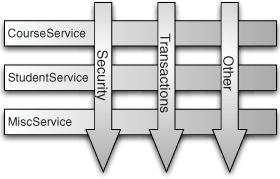 CourseService
StudentService
MiscService
Security
Transactions
Other